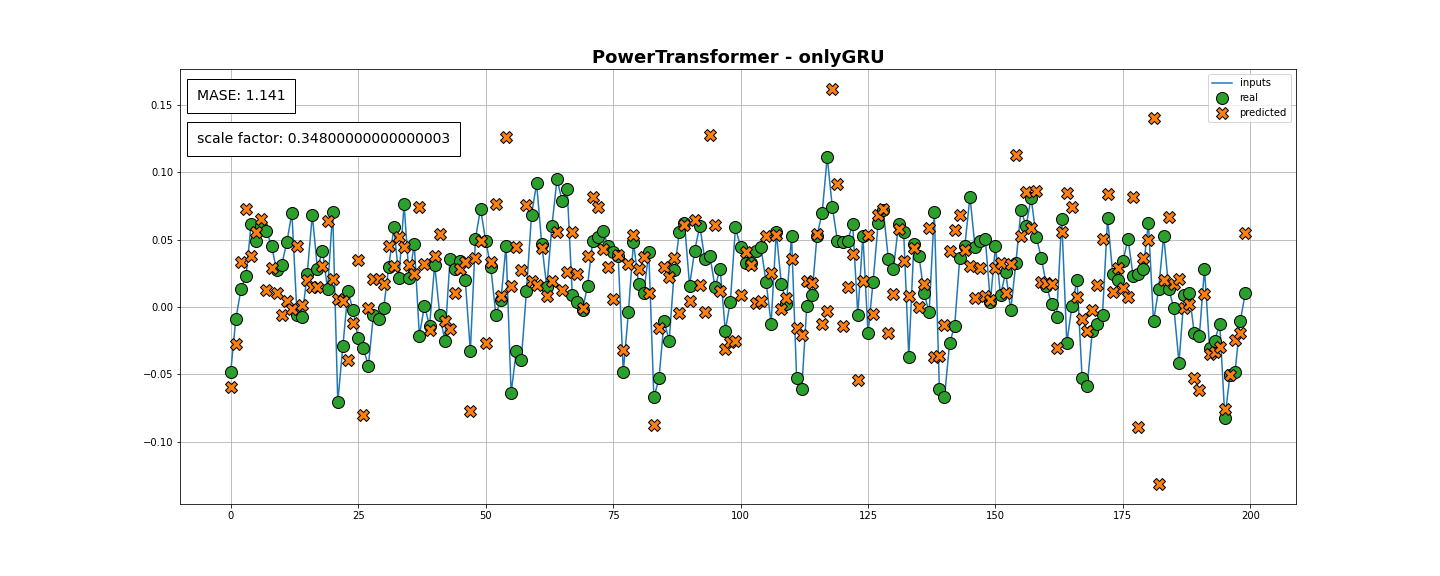 PowerTransformer - onlyGRU
MASE: 1.141
scale factor: 0.34800000000000003
inputs
real
predicted
0.15
0.10
0.05
0.00
−0.05
−0.10
0 25 50 75 100 125 150 175 200